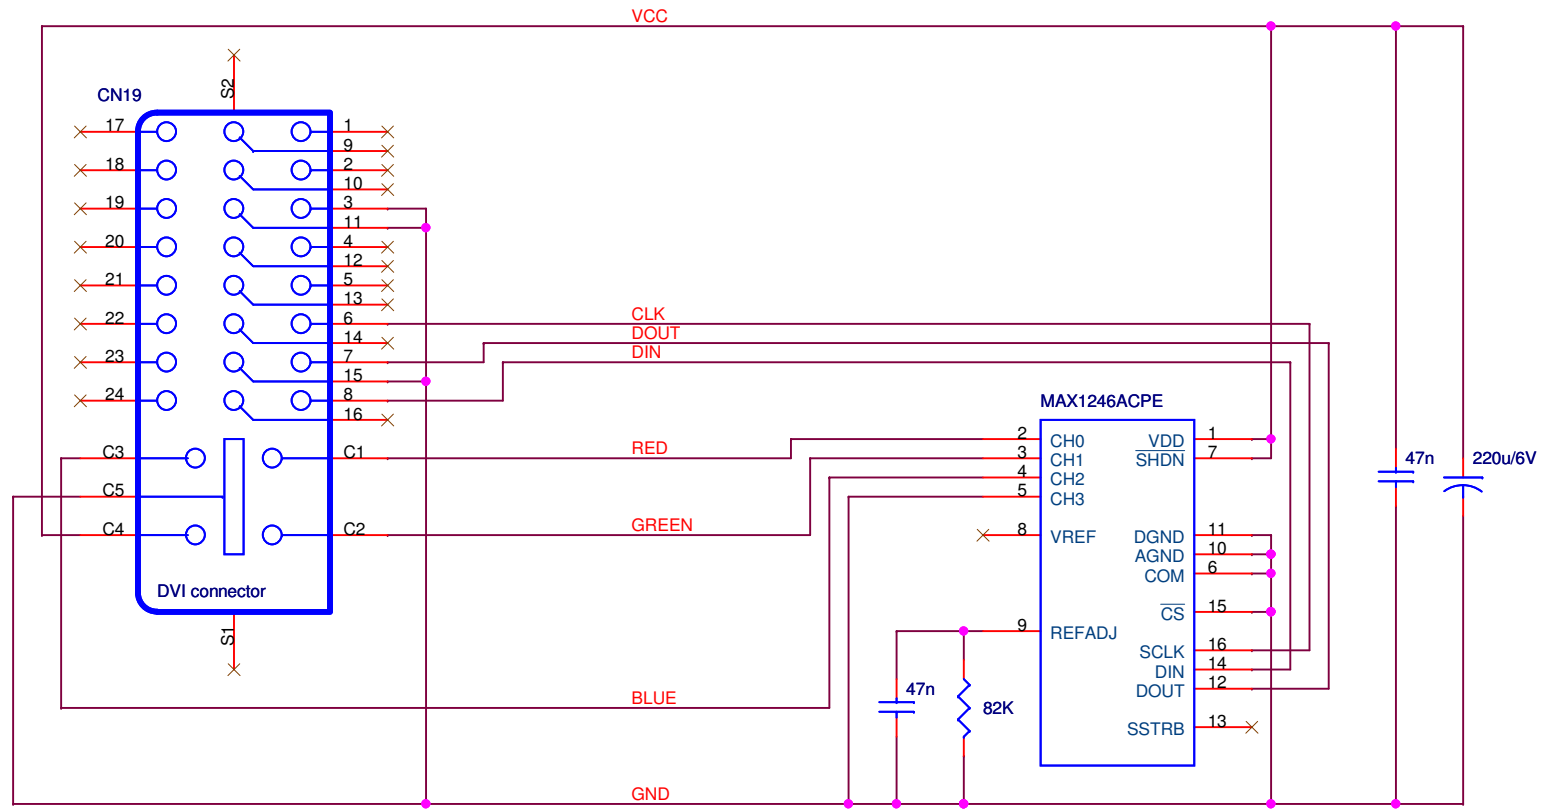 VCC
S2
CN19
17 1
9
18 2
10
19 3
11
20 4
12
21 5
13
22 6 CLK
14 DOUT
23 7 DIN
15
24 8
16
MAX1246ACPE
C3 C1 RED
C5
C4 C2 GREEN
DVI connector
S1
2 CH0 VDD 1
3 CH1 SHDN 7
4 CH2
5 CH3
8 VREF DGND 11
AGND 10
COM 6
CS 15
9 REFADJ
SCLK 16
DIN 14
DOUT 12
SSTRB 13
47n 220u/6V
47n
82K
BLUE
GND